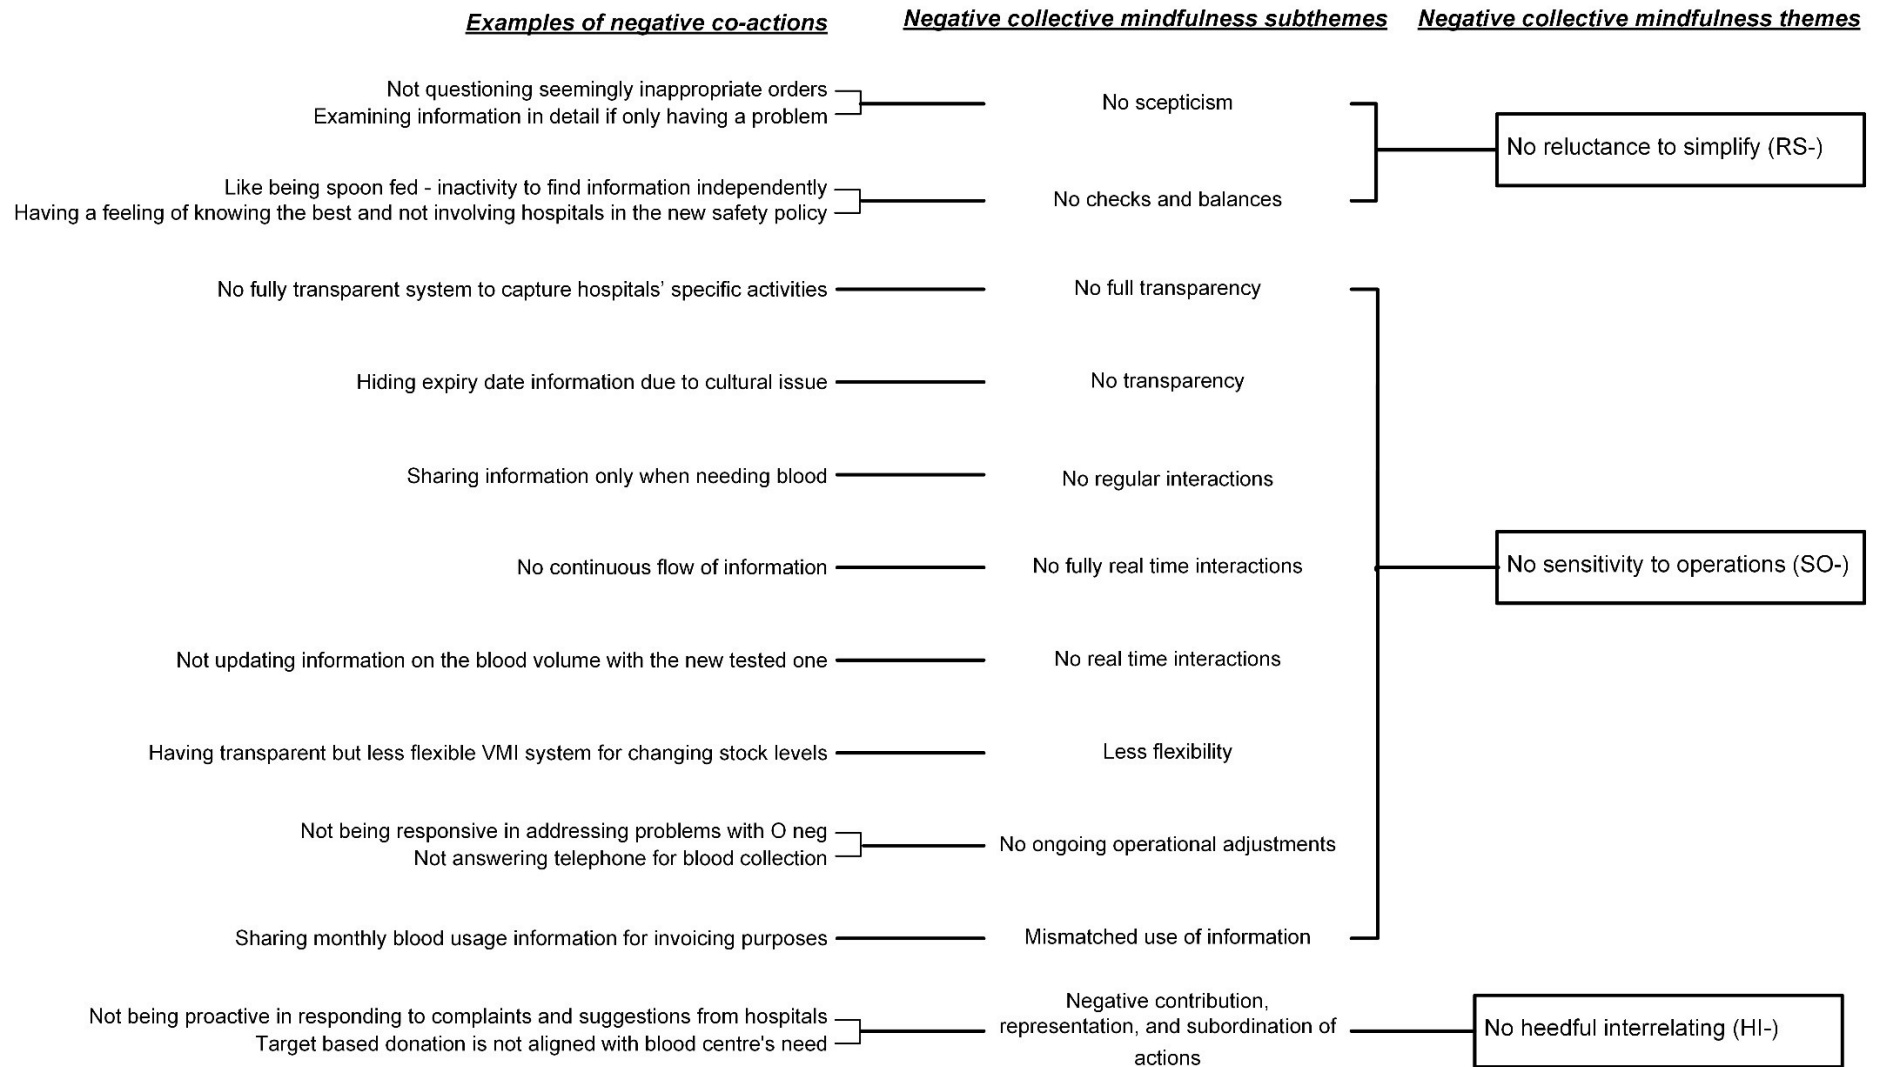 Examples of negative co-actions
Negative collective mindfulness subthemes
Negative collective mindfulness themes
Not questioning seemingly inappropriate orders
Examining information in detail if only having a problem
No scepticism
No reluctance to simplify (RS-)
Like being spoon fed - inactivity to find information independently
Having a feeling of knowing the best and not involving hospitals in the new safety policy
No checks and balances
No fully transparent system to capture hospitals’ specific activities
No full transparency
Hiding expiry date information due to cultural issue
No transparency
Sharing information only when needing blood
No regular interactions
No continuous flow of information
No fully real time interactions
No sensitivity to operations (SO-)
Not updating information on the blood volume with the new tested one
No real time interactions
Having transparent but less flexible VMI system for changing stock levels
Less flexibility
Not being responsive in addressing problems with O neg
Not answering telephone for blood collection
No ongoing operational adjustments
Sharing monthly blood usage information for invoicing purposes
Mismatched use of information
Not being proactive in responding to complaints and suggestions from hospitals
Target based donation is not aligned with blood centre's need
Negative contribution,
representation, and subordination of
actions
No heedful interrelating (HI-)